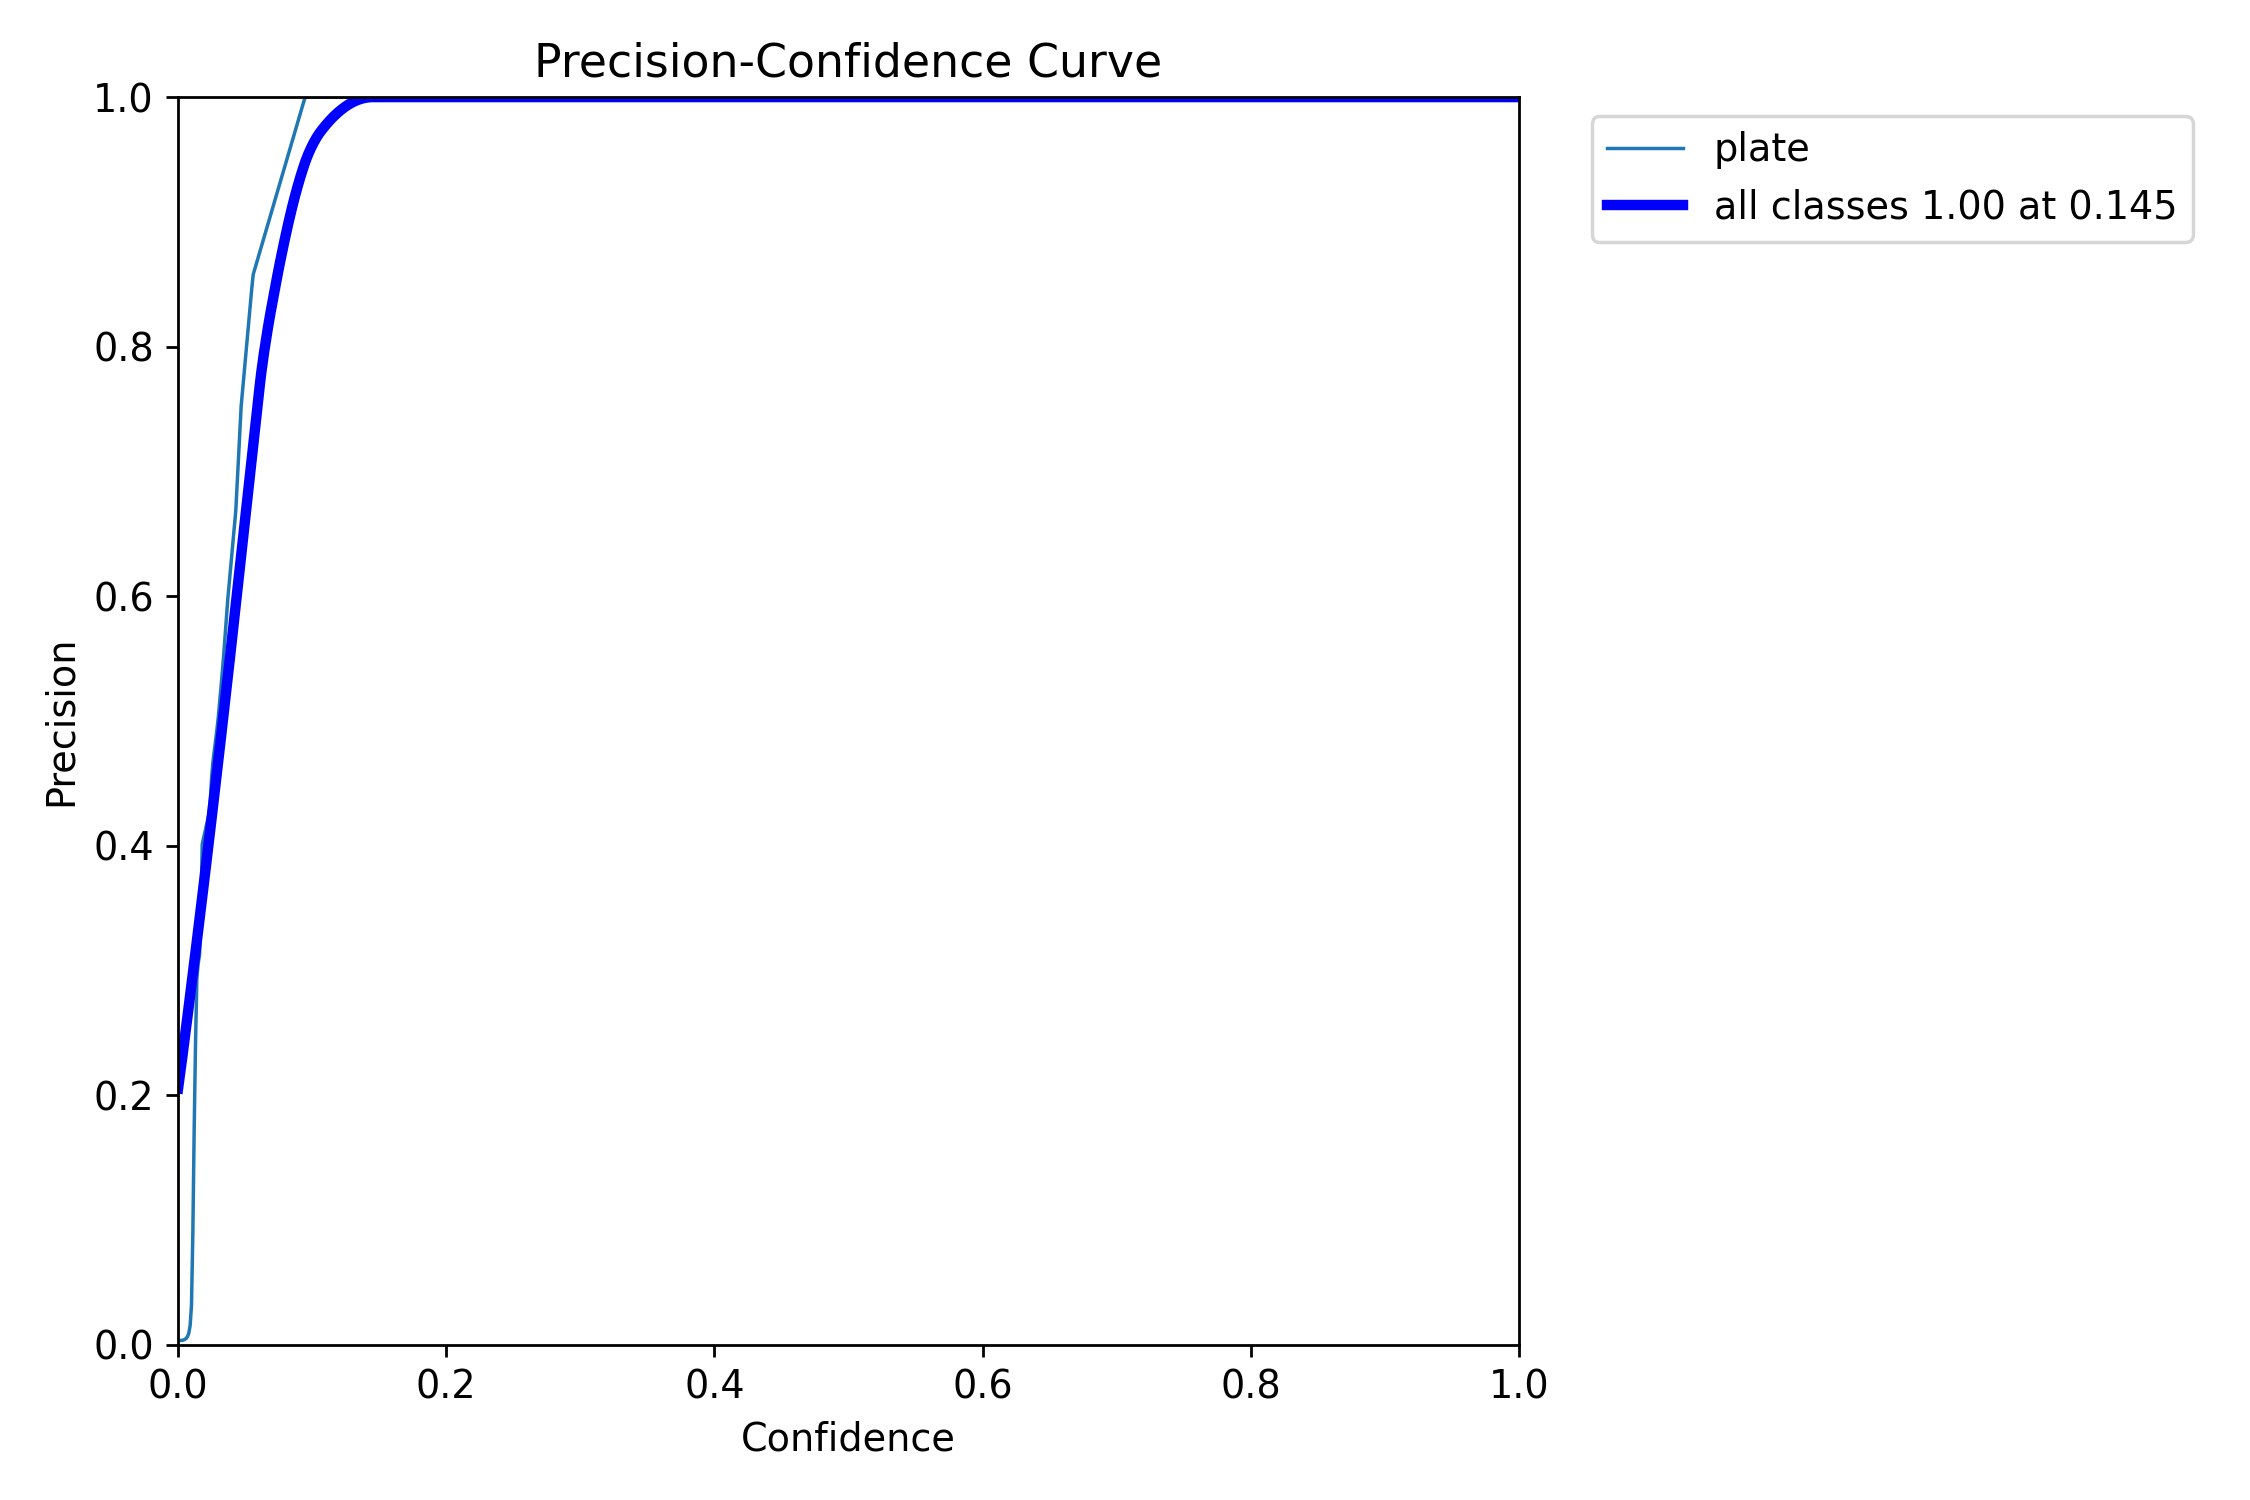 Precision-Confidence Curve
plate
all classes 1.00 at 0.145
Precision
1.0
0.8
0.6
0.4
0.2
0.0
0.0 0.2 0.4 0.6 0.8 1.0
Confidence